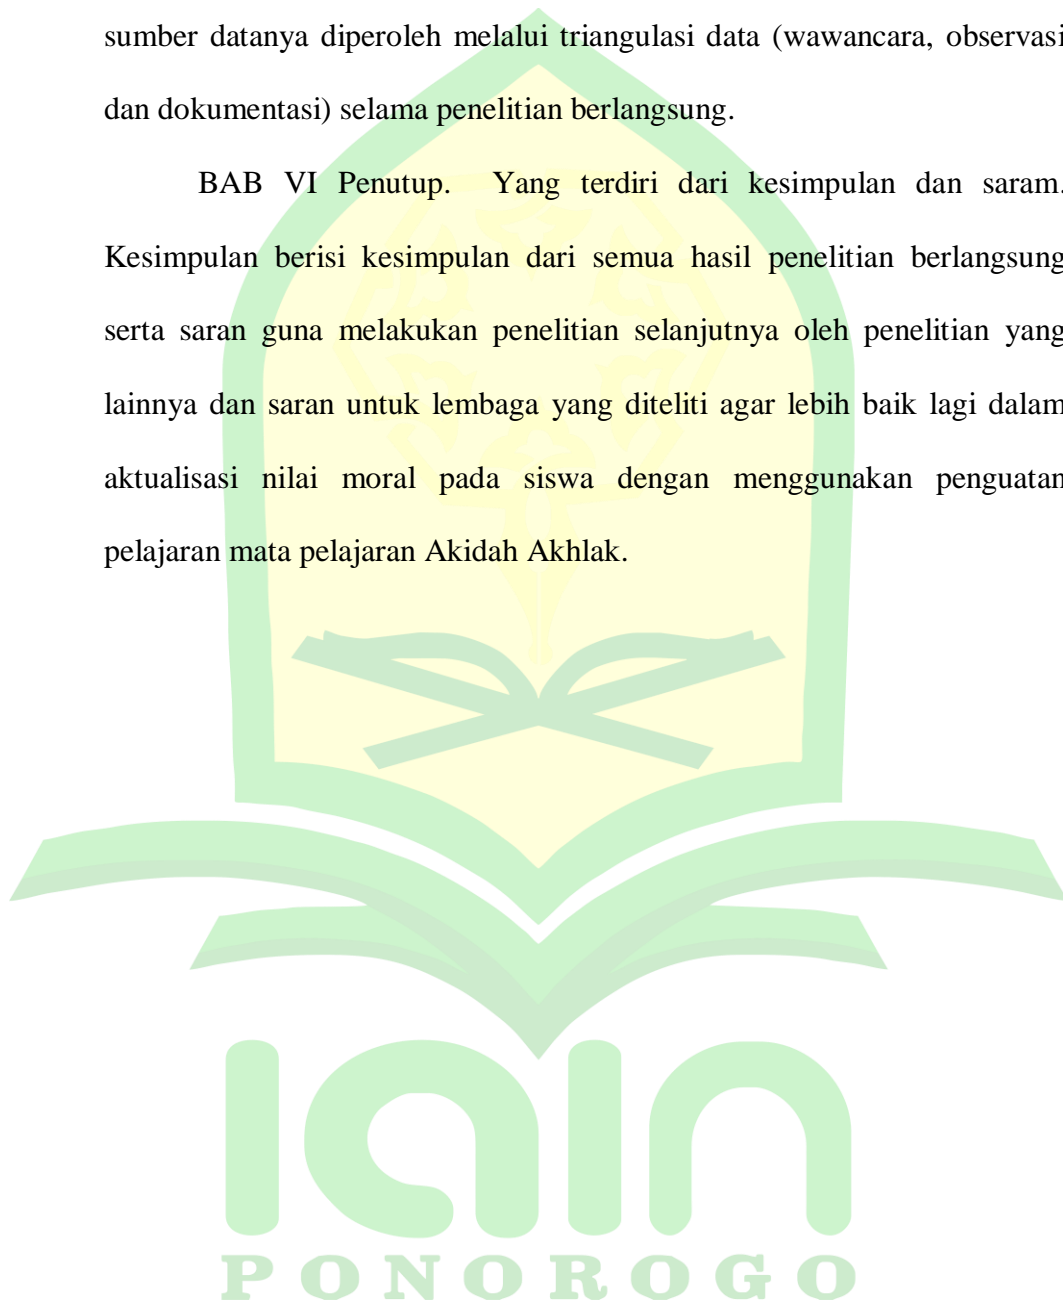 sumber datanya diperoleh melalui triangulasi data (wawancara, observasi
dan dokumentasi) selama penelitian berlangsung.
BAB VI Penutup. Yang terdiri dari kesimpulan dan saram.
Kesimpulan berisi kesimpulan dari semua hasil penelitian berlangsung
serta saran guna melakukan penelitian selanjutnya oleh penelitian yang
lainnya dan saran untuk lembaga yang diteliti agar lebih baik lagi dalam
aktualisasi nilai moral pada siswa dengan menggunakan penguatan
pelajaran mata pelajaran Akidah Akhlak.
IAIN
PONOROGO